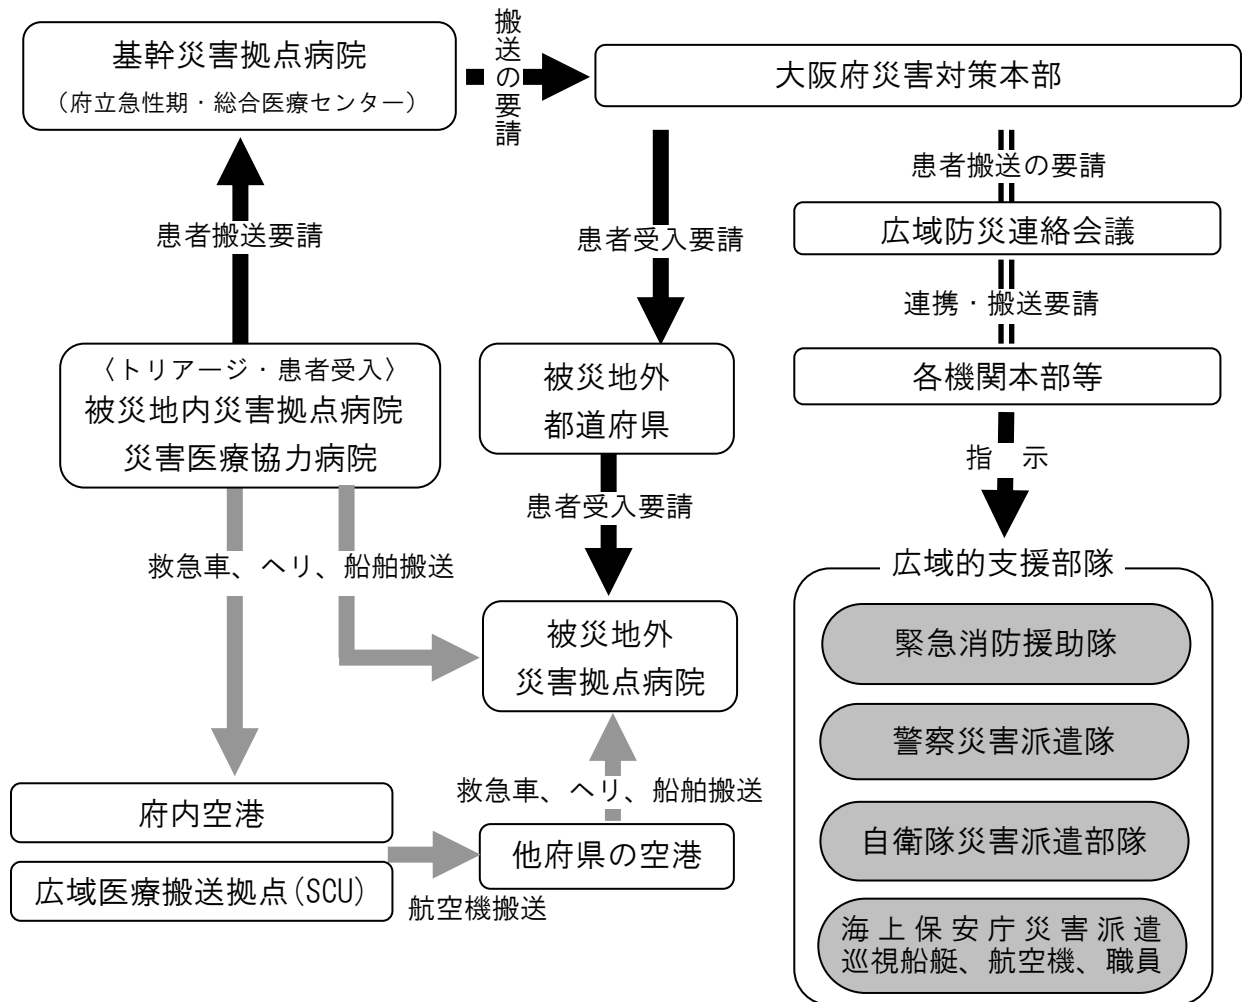 基幹災害拠点病院
（府立急性期・総合医療センター）
搬送の要請
大阪府災害対策本部
患者搬送要請
患者受入要請
患者搬送の要請
広域防災連絡会議
連携・搬送要請
各機関本部等
指　示
〈トリアージ・患者受入〉
被災地内災害拠点病院
災害医療協力病院
被災地外
都道府県
患者受入要請
救急車、ヘリ、船舶搬送
被災地外
災害拠点病院
広域的支援部隊
緊急消防援助隊
警察災害派遣隊
自衛隊災害派遣部隊
海上保安庁災害派遣
巡視船艇、航空機、職員
府内空港
広域医療搬送拠点(SCU)
航空機搬送
他府県の空港
救急車、ヘリ、船舶搬送